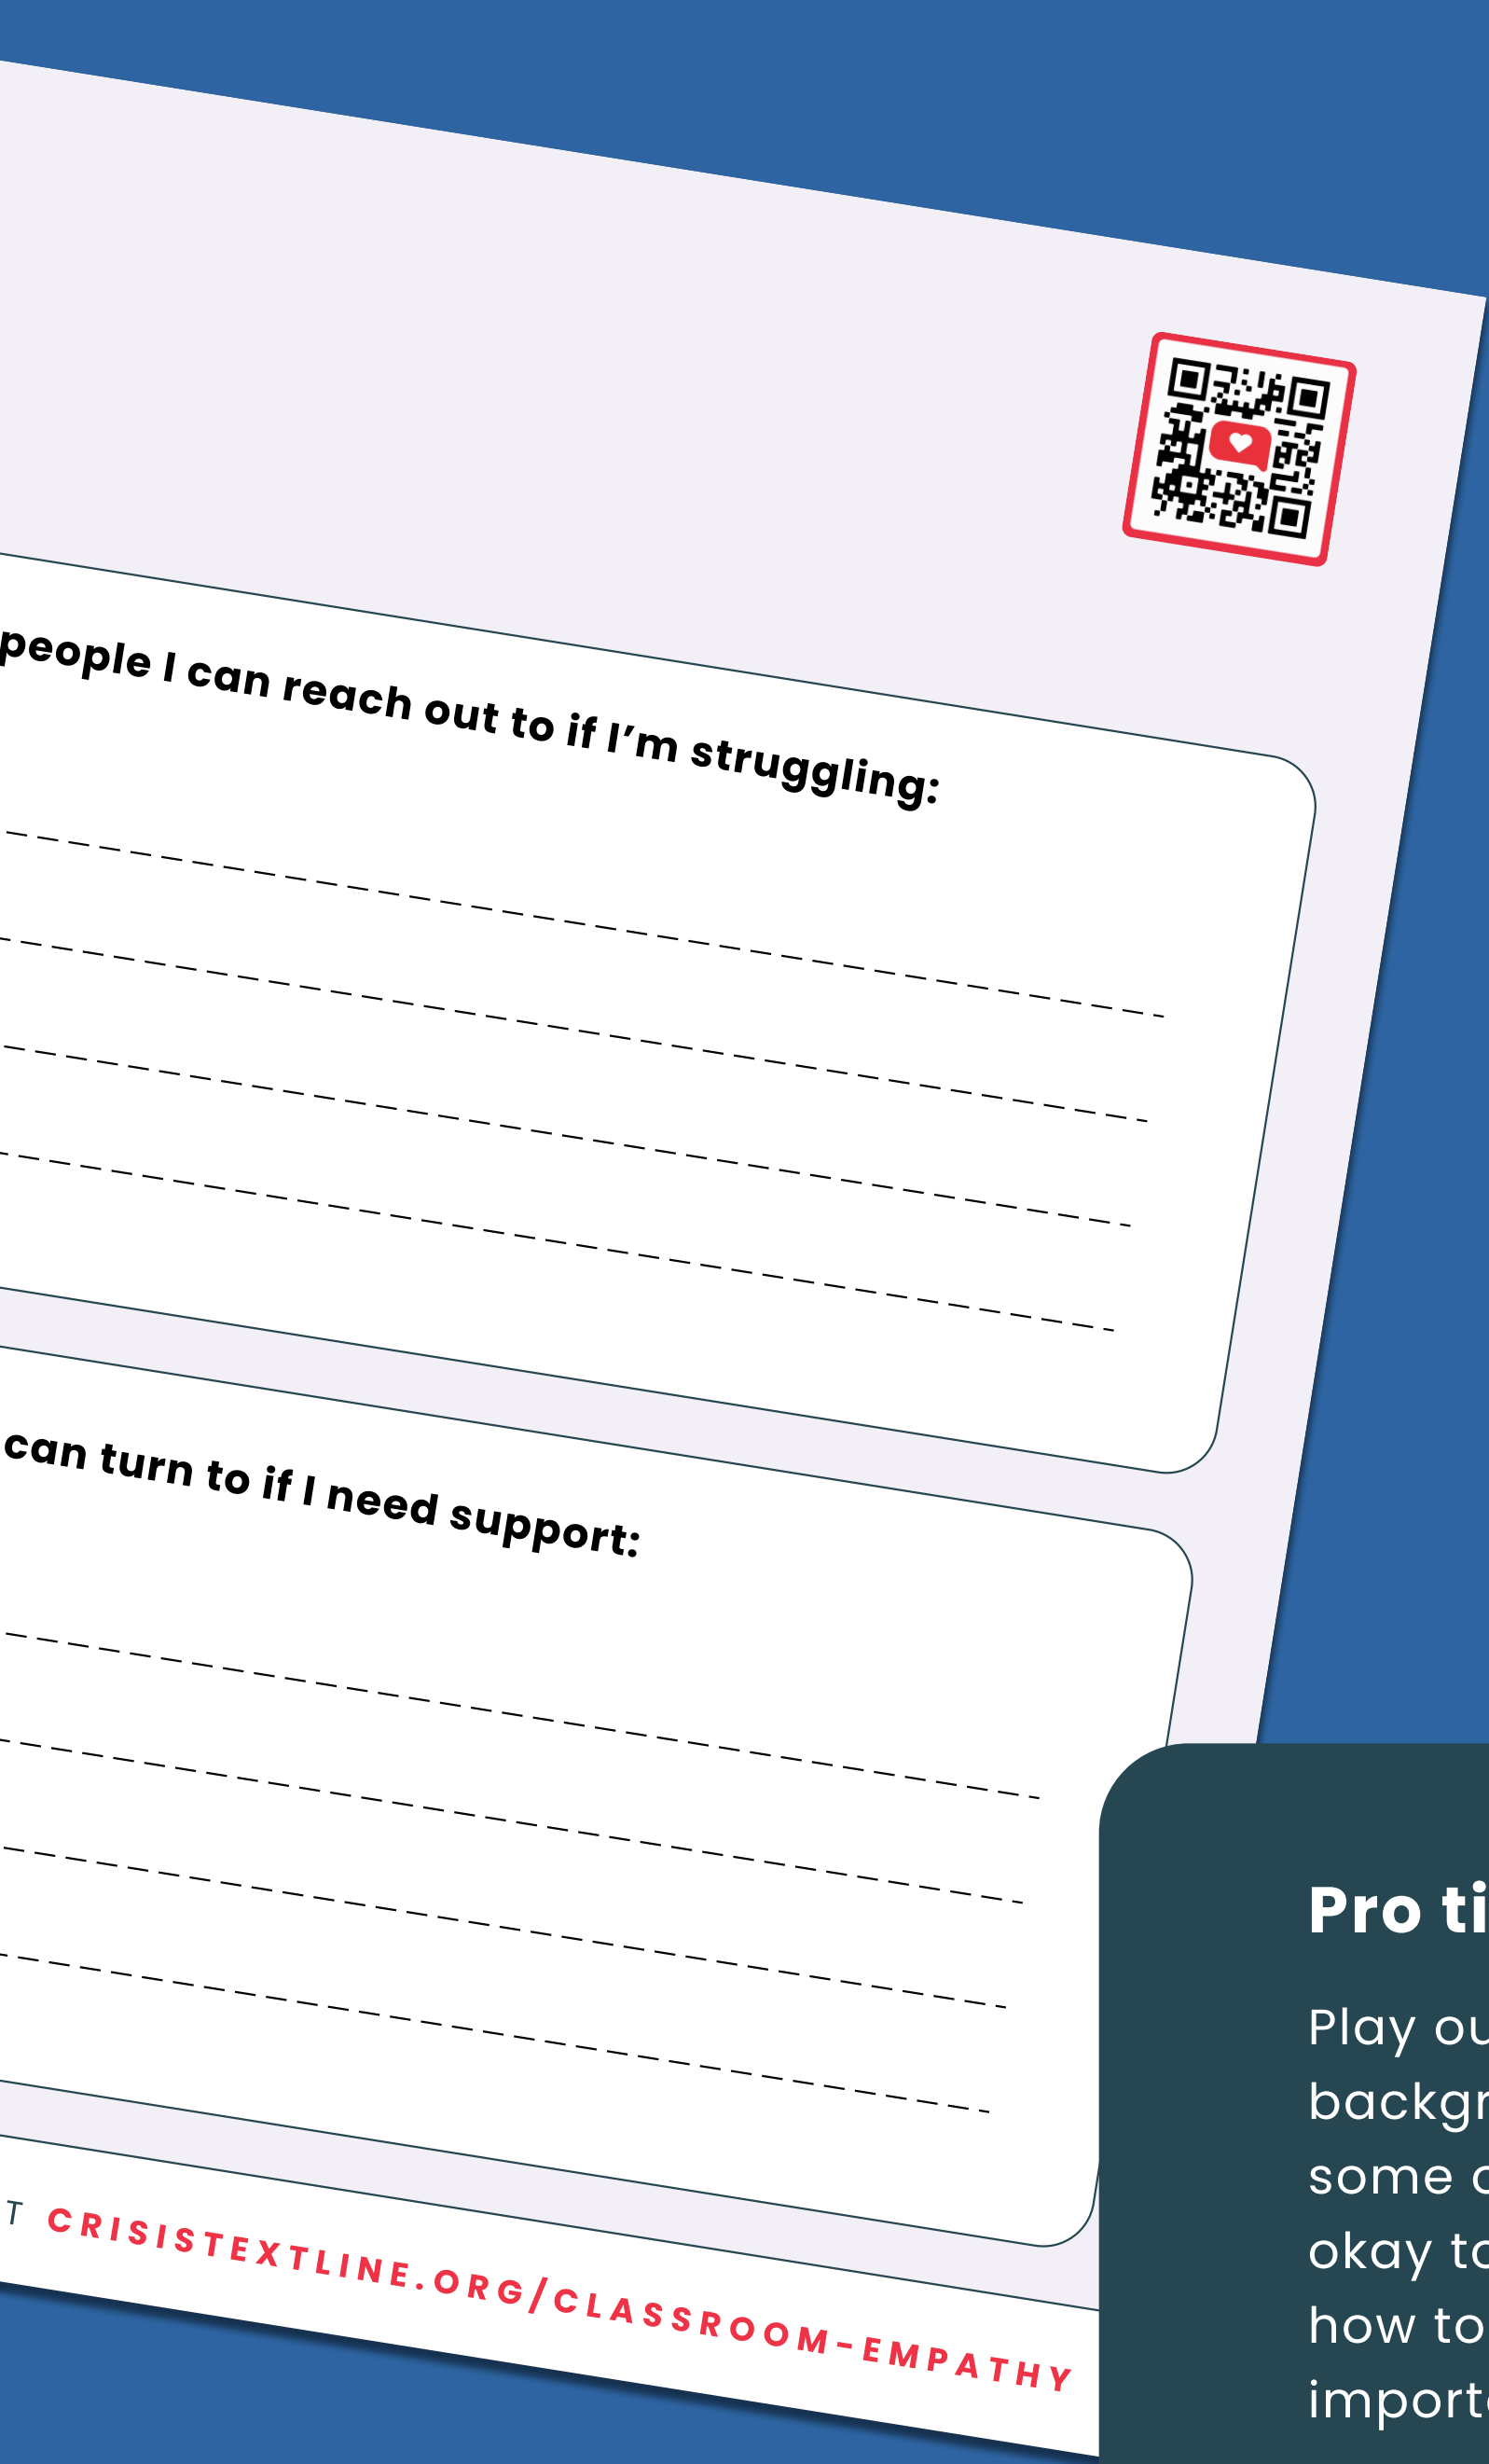 people I can reach out to if I’m struggling:
can turn to if I need support:
T CRISISTEXTLINE.ORG/CLASSROOM-EMPATHY
Pro ti
Play ou
backgr
some
okay to
how to
import